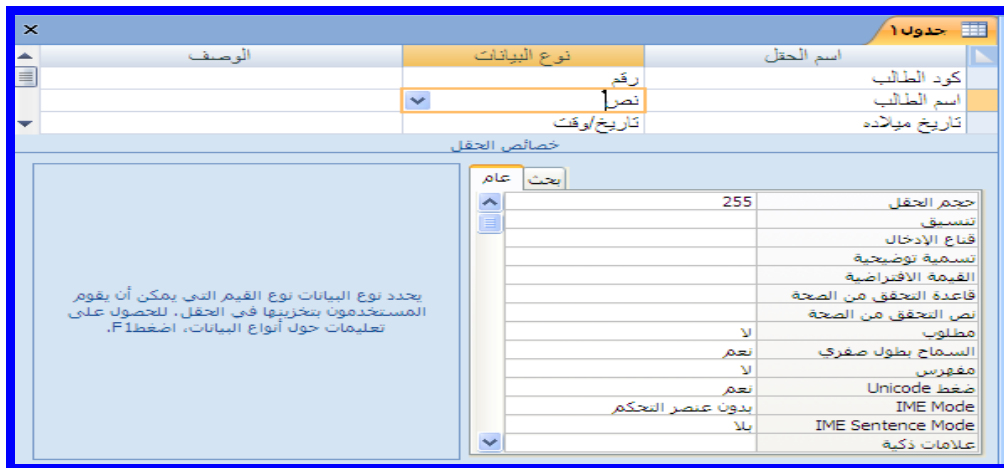 جدول١
اسم الحقل نوع البيانات الوصف
كود الطالب رقم
اسم الطالب نص
تاريخ ميلاده تاريخ/وقت
خصائص الحقل
عام بحث
حجم الحقل 255
تنسيق
قناع الإدخال
تسمية توضيحية
القيمة الافتراضية
قاعدة التحقق من الصحة
نص التحقق من الصحة
مطلوب لا
السماح بطول صفري نعم
مفهرس لا
ضغط Unicode نعم
IME Mode بدون عنصر التحكم
IME Sentence Mode بلا
علامات ذكية
يحدد نوع البيانات نوع القيم التي يمكن أن يقوم
المستخدمون بتخزينها في الحقل. للحصول على
تعليمات حول أنواع البيانات، اضغطF1.